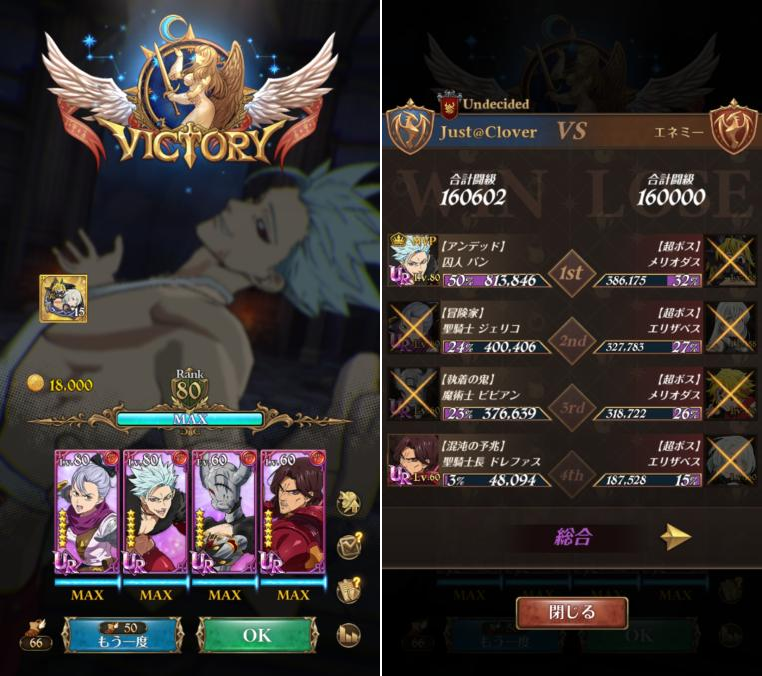 VICTORY
15
18,000
Rank
80
MAX
Lv.80
Lv.80
Lv.60
Lv.60
UR
UR
UR
UR
MAX
MAX
MAX
MAX
66
50
もう一度
OK
Undecided
Just@Clover
VS
エネミー
WIN
LOSE
合計闘級
160602
合計闘級
160000
MVP
UR Lv.80
【アンデッド】
囚人 バン
50% 813,846
1st
【超ボス】
メリオダス
386,175 32%
【冒険家】
聖騎士 ジェリコ
24% 400,406
2nd
【超ボス】
エリザベス
327,783 27%
【執着の鬼】
魔術士 ビビアン
23% 376,639
3rd
【超ボス】
メリオダス
318,722 26%
【混沌の予兆】
聖騎士長 ドレファス
UR Lv.60
3% 48,094
4th
【超ボス】
エリザベス
187,528 15%
総合
閉じる